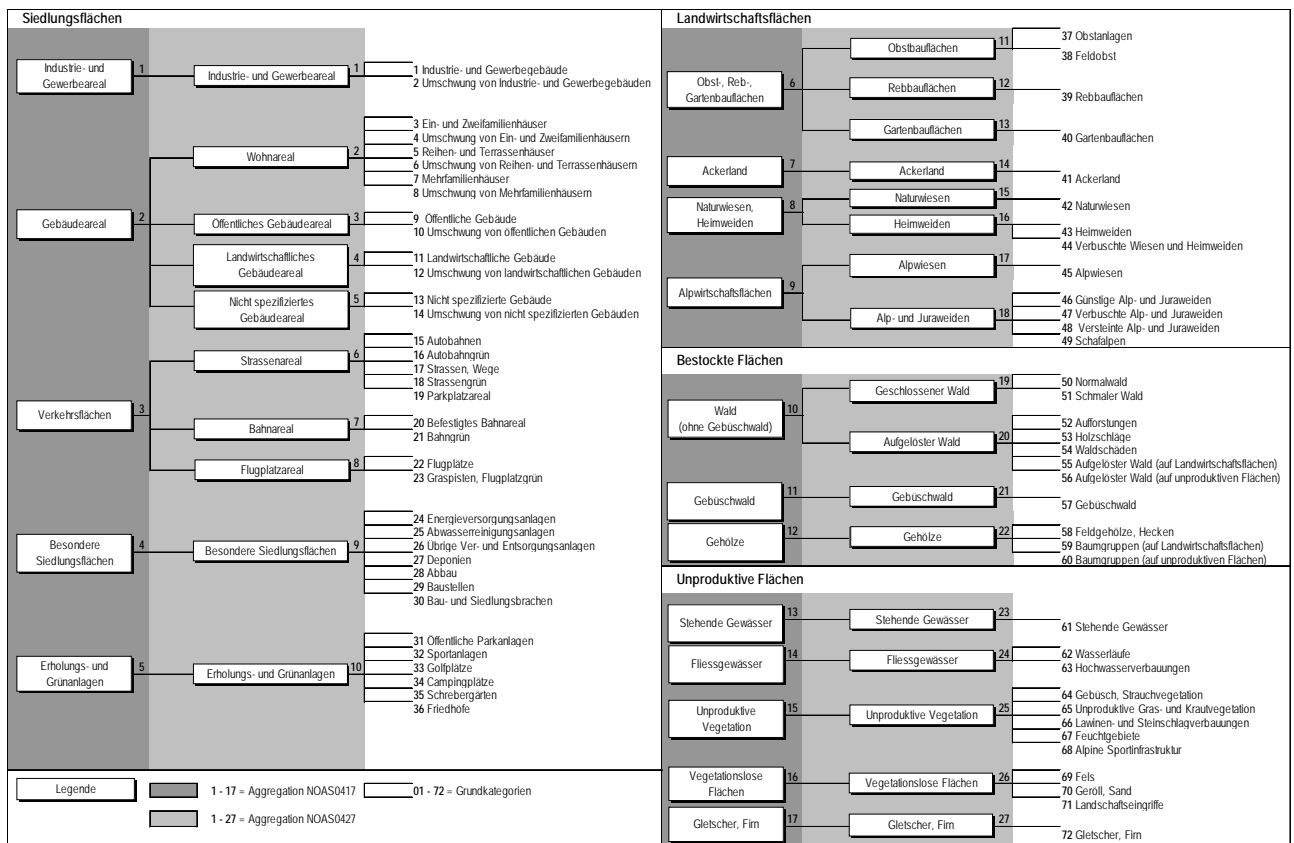 Siedlungsflächen
Industrie- und
Gewerbeareal
1
Industrie- und Gewerbeareal
1
1 Industrie- und Gewerbegebäude
2 Umschwung von Industrie- und Gewerbegebäuden
Gebäudeareal
2
Wohnareal
2
3 Ein- und Zweifamilienhäuser
4 Umschwung von Ein- und Zweifamilienhäusern
5 Reihen- und Terrassenhäuser
6 Umschwung von Reihen- und Terrassenhäusern
7 Mehrfamilienhäuser
8 Umschwung von Mehrfamilienhäusern
Öffentliches Gebäudeareal
3
9 Öffentliche Gebäude
10 Umschwung von öffentlichen Gebäuden
Landwirtschaftliches
Gebäudeareal
4
11 Landwirtschaftliche Gebäude
12 Umschwung von landwirtschaftlichen Gebäuden
Nicht spezifiziertes
Gebäudeareal
5
13 Nicht spezifizierte Gebäude
14 Umschwung von nicht spezifizierten Gebäuden
Verkehrsflächen
3
Strassenareal
6
15 Autobahnen
16 Autobahngrün
17 Strassen, Wege
18 Strassengrün
19 Parkplatzareal
Bahnareal
7
20 Befestigtes Bahnareal
21 Bahngrün
Flugplatzareal
8
22 Flugplätze
23 Graspisten, Flugplatzgrün
Besondere
Siedlungsflächen
4
Besondere Siedlungsflächen
9
24 Energieversorgungsanlagen
25 Abwasserreinigungsanlagen
26 Übrige Ver- und Entsorgungsanlagen
27 Deponien
28 Abbau
29 Baustellen
30 Bau- und Siedlungsbrachen
Erholungs- und
Grünanlagen
5
Erholungs- und Grünanlagen
10
31 Öffentliche Parkanlagen
32 Sportanlagen
33 Golfplätze
34 Campingplätze
35 Schrebergärten
36 Friedhöfe
Legende
1 - 17 = Aggregation NOAS0417
01 - 72 = Grundkategorien
1 - 27 = Aggregation NOAS0427
Landwirtschaftsflächen
Obst-, Reb-,
Gartenbauflächen
6
Obstbauflächen
11
37 Obstanlagen
38 Feldobst
Rebbauflächen
12
39 Rebbauflächen
Gartenbauflächen
13
40 Gartenbauflächen
Ackerland
7
Ackerland
14
41 Ackerland
Naturwiesen,
Heimweiden
8
Naturwiesen
15
42 Naturwiesen
Heimweiden
16
43 Heimweiden
44 Verbuschte Wiesen und Heimweiden
Alpwirtschaftsflächen
9
Alpwiesen
17
45 Alpwiesen
Alp- und Juraweiden
18
46 Günstige Alp- und Juraweiden
47 Verbuschte Alp- und Juraweiden
48 Versteinte Alp- und Juraweiden
49 Schafalpen
Bestockte Flächen
Wald
(ohne Gebüschwald)
10
Geschlossener Wald
19
50 Normalwald
51 Schmaler Wald
Aufgelöster Wald
20
52 Aufforstungen
53 Holzschläge
54 Waldschäden
55 Aufgelöster Wald (auf Landwirtschaftsflächen)
56 Aufgelöster Wald (auf unproduktiven Flächen)
Gebüschwald
11
Gebüschwald
21
57 Gebüschwald
Gehölze
12
Gehölze
22
58 Feldgehölze, Hecken
59 Baumgruppen (auf Landwirtschaftsflächen)
60 Baumgruppen (auf unproduktiven Flächen)
Unproduktive Flächen
Stehende Gewässer
13
Stehende Gewässer
23
61 Stehende Gewässer
Fliessgewässer
14
Fliessgewässer
24
62 Wasserläufe
63 Hochwasserverbauungen
Unproduktive
Vegetation
15
Unproduktive Vegetation
25
64 Gebüsch, Strauchvegetation
65 Unproduktive Gras- und Krautvegetation
66 Lawinen- und Steinschlagverbauungen
67 Feuchtgebiete
68 Alpine Sportinfrastruktur
Vegetationslose
Flächen
16
Vegetationslose Flächen
26
69 Fels
70 Geröll, Sand
71 Landschaftseingriffe
Gletscher, Firn
17
Gletscher, Firn
27
72 Gletscher, Firn